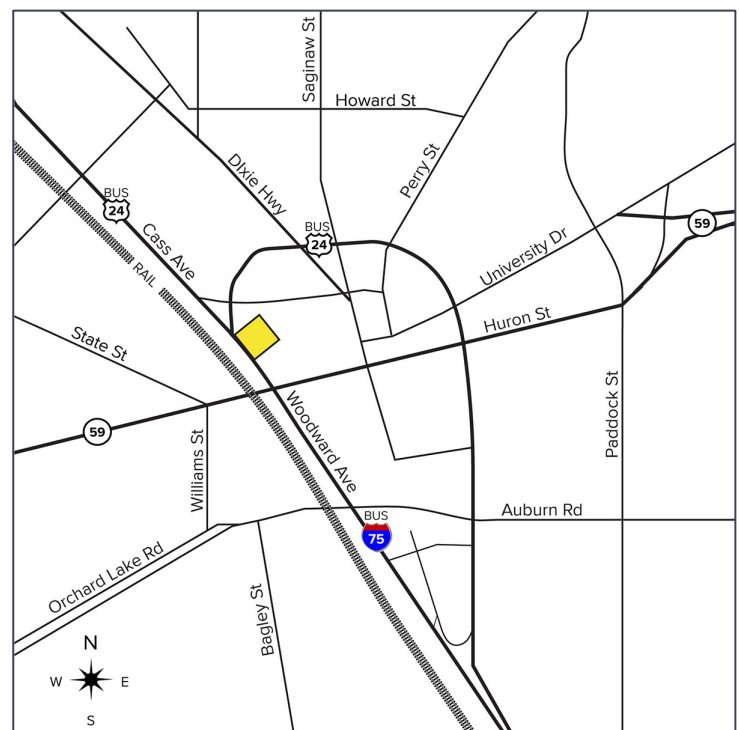 Saginaw St
Howard St
Perry St
DIxie Hwy
BUS
24
Cass Ave
BUS
24
RAIL
University Dr
59
Huron St
State St
59
Williams St
Woodward Ave
Paddock St
BUS
75
Auburn Rd
Orchard Lake Rd
Bagley St
N
W
E
S